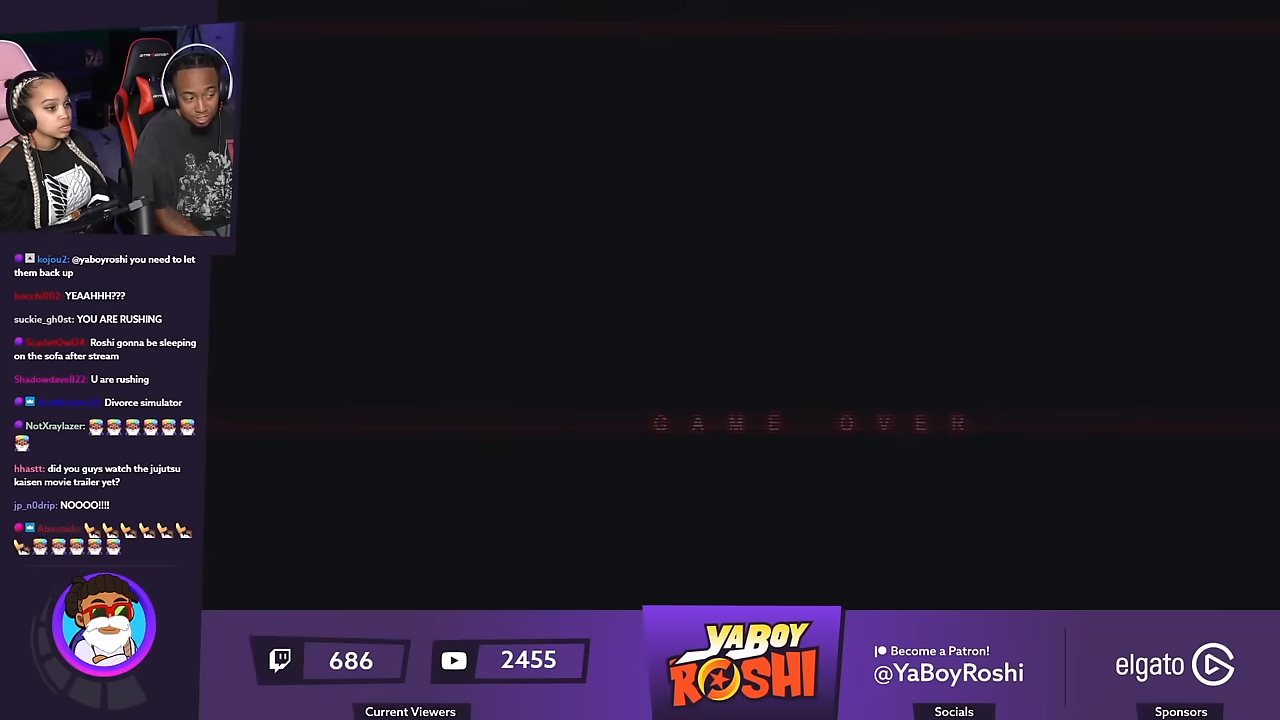 kojou2: @yaboyroshi you need to let
them back up
bocchi002: YEAAHHH???
suckie_gh0st: YOU ARE RUSHING
ScarletOwl24: Roshi gonna be sleeping
on the sofa after stream
Shadowdave822: U are rushing
Divorce simulator
NotXraylazer:
hhastt: did you guys watch the jujutsu
kaisen movie trailer yet?
jp_n0drip: NOOOO!!!!
GAME OVER
686
2455
Current Viewers
YABOY
ROSHI
Become a Patron!
@YaBoyRoshi
Socials
elgato
Sponsors